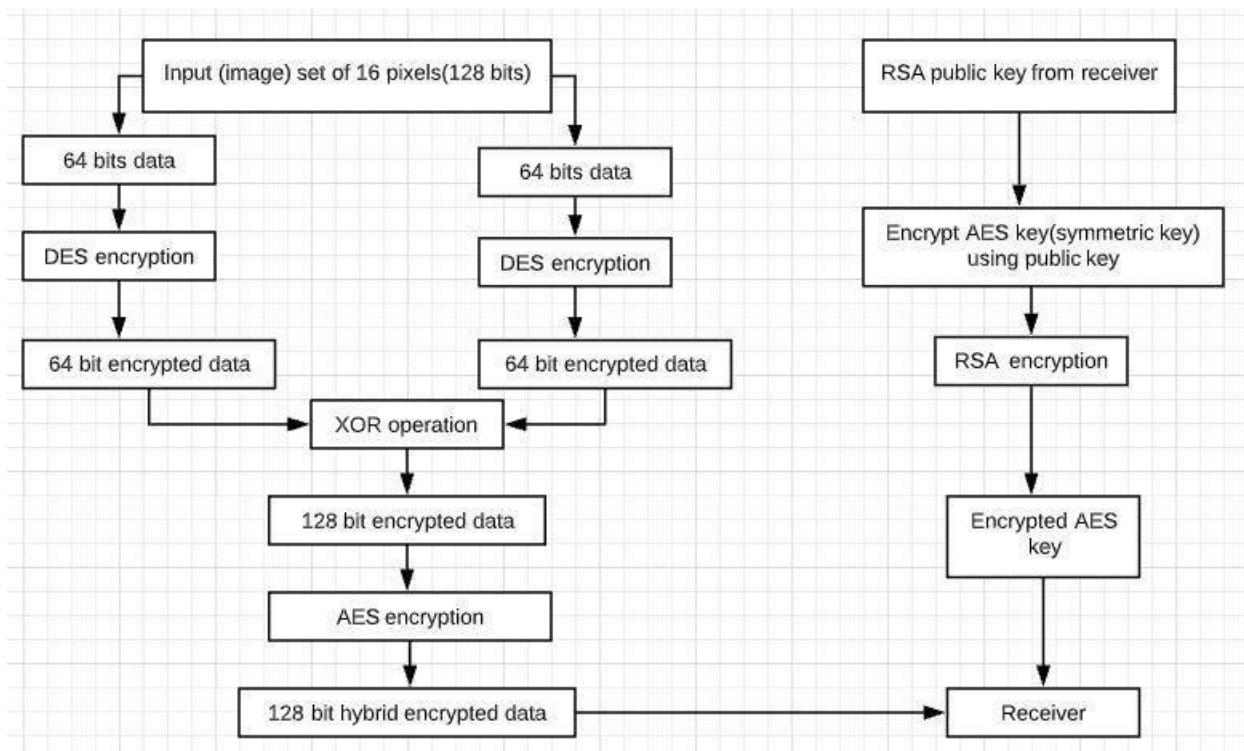 Input (image) set of 16 pixels(128 bits)
RSA public key from receiver
64 bits data
64 bits data
Encrypt AES key(symmetric key)
using public key
DES encryption
DES encryption
64 bit encrypted data
64 bit encrypted data
RSA encryption
XOR operation
128 bit encrypted data
Encrypted AES
key
AES encryption
128 bit hybrid encrypted data
Receiver